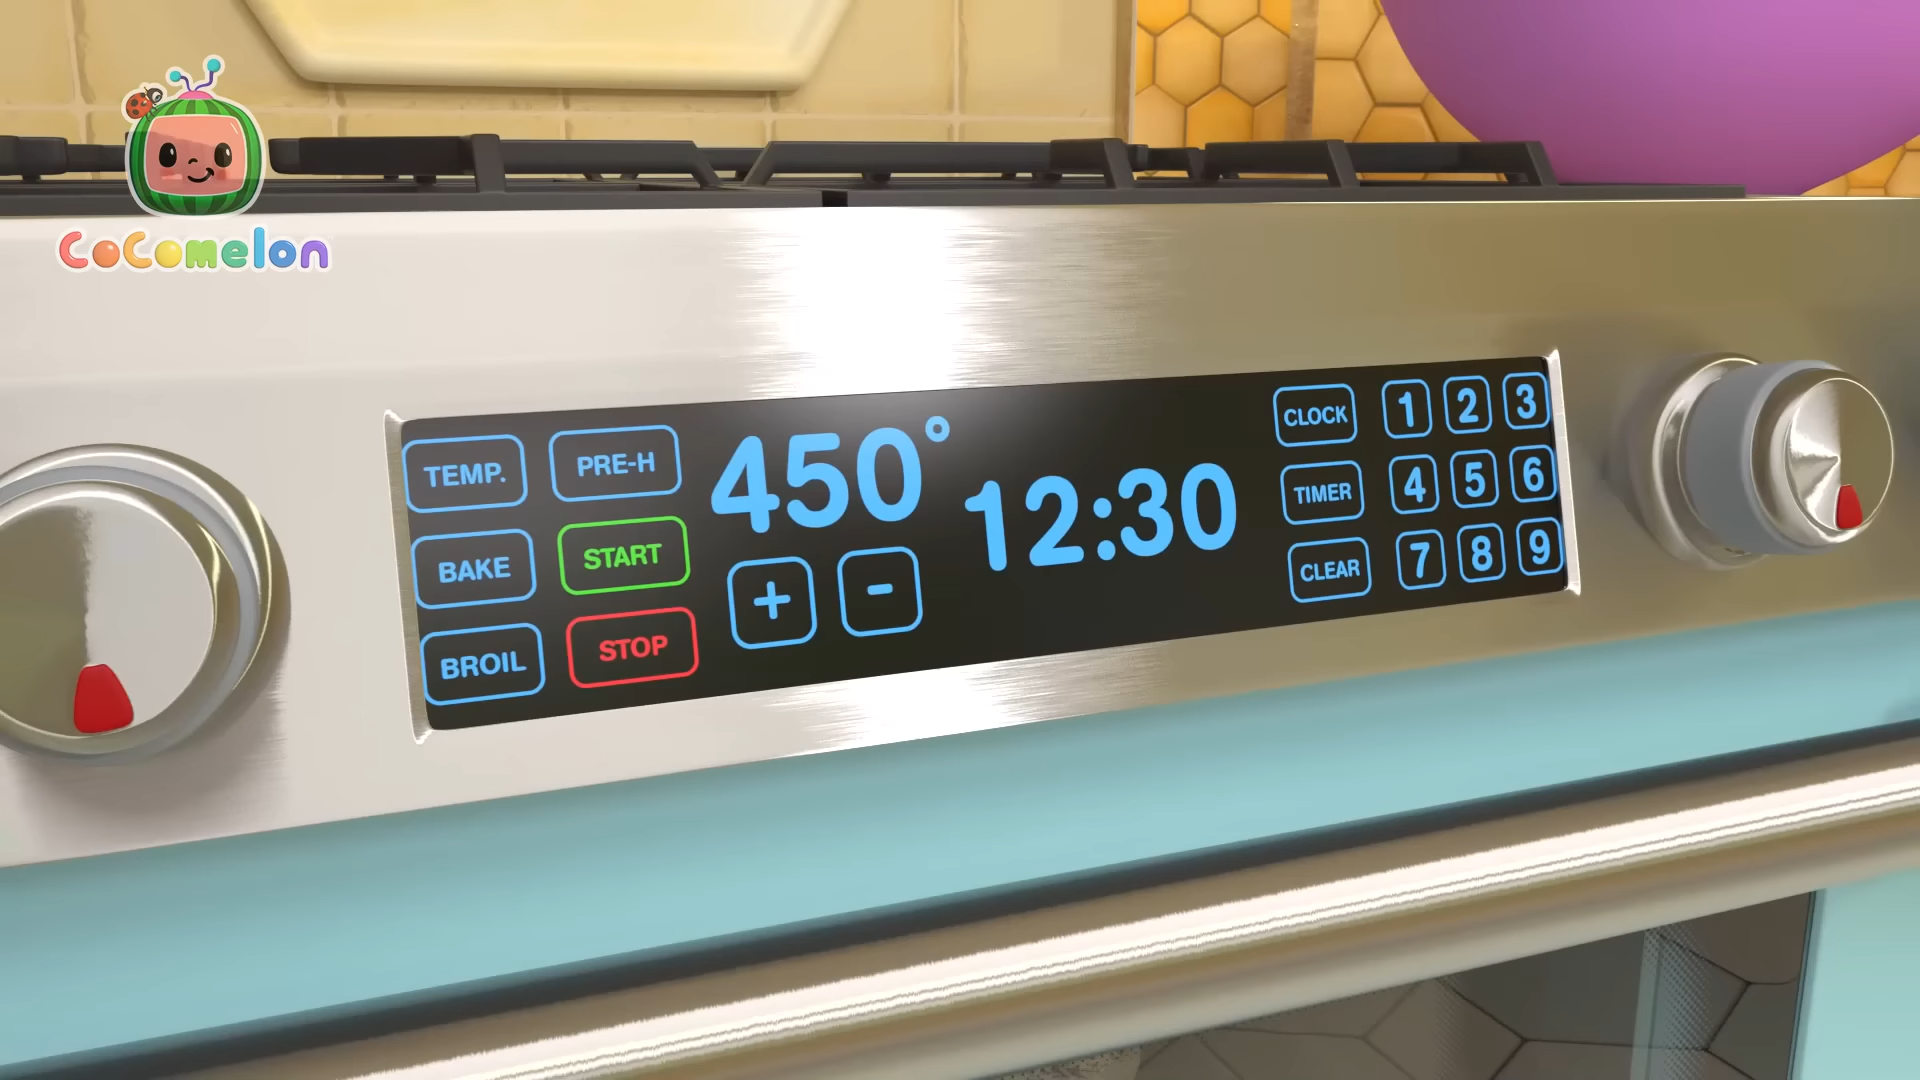 CoComelon
TEMP. PRE-H 450° 12:30 CLOCK 1 2 3
BAKE START + - TIMER 4 5 6
BROIL STOP CLEAR 7 8 9